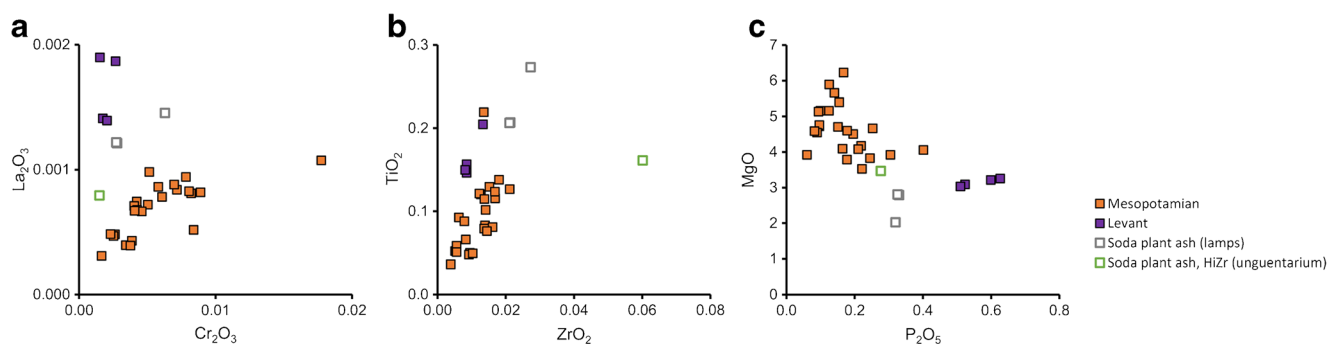 a
La₂O₃
0.002
0.001
0.000
0.00
0.01
0.02
Cr₂O₃
b
TiO₂
0.3
0.2
0.1
0.0
0.00
0.02
0.04
0.06
0.08
ZrO₂
c
MgO
7
6
5
4
3
2
1
0
0.0
0.2
0.4
0.6
0.8
P₂O₅
Mesopotamian
Levant
Soda plant ash (lamps)
Soda plant ash, HiZr (unguentarium)